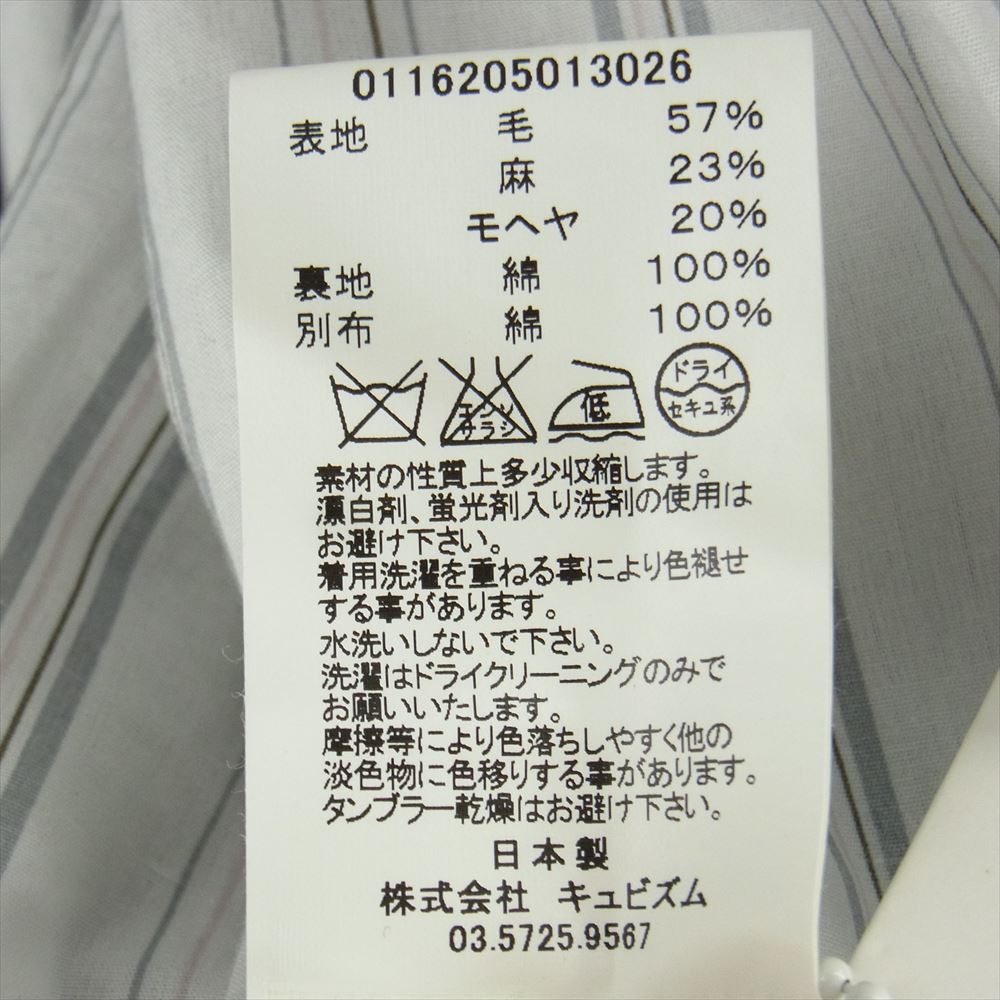 0116205013026
表地 毛 57%
麻 23%
モヘヤ 20%
裏地 綿 100%
別布 綿 100%
エンソ サラシ 低 ドライ セキユ系
素材の性質上多少収縮します。
漂白剤、蛍光剤入り洗剤の使用は
お避け下さい。
着用洗濯を重ねる事により色褪せ
する事があります。
水洗いしないで下さい。
洗濯はドライクリーニングのみで
お願いいたします。
摩擦等により色落ちしやすく他の
淡色物に色移りする事があります。
タンブラー乾燥はお避け下さい。
日本製
株式会社 キュビズム
03.5725.9567